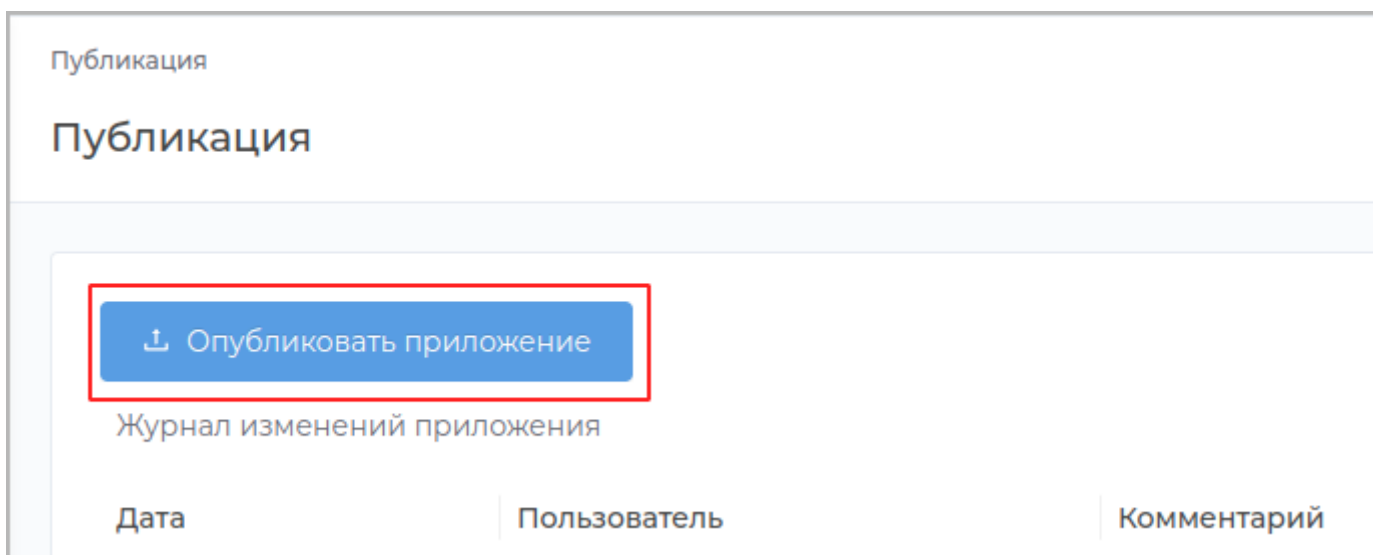 Публикация
Публикация
Опубликовать приложение
Журнал изменений приложения
Дата Пользователь Комментарий